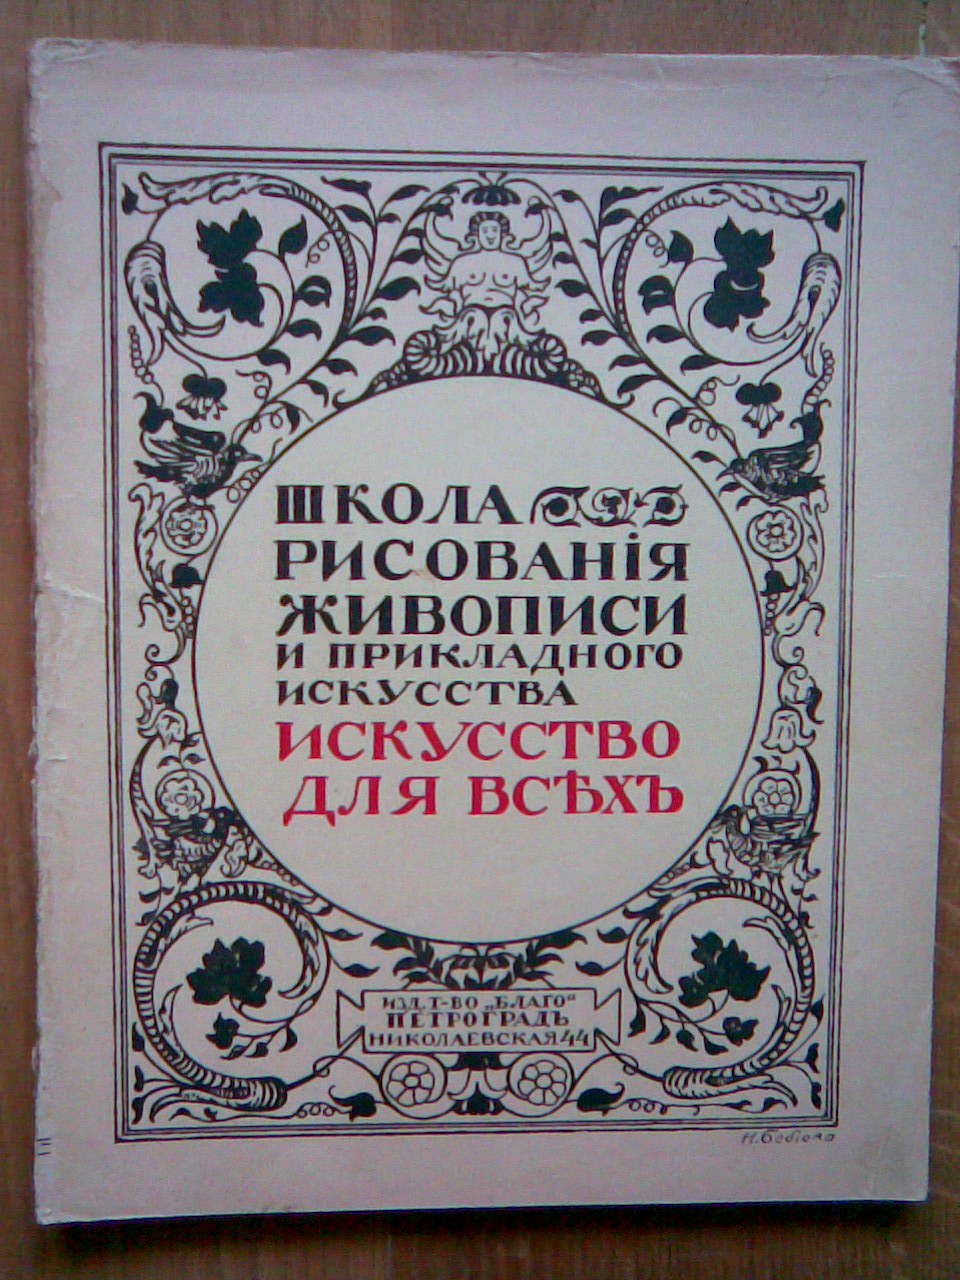 ШКОЛА
РИСОВАНІЯ
ЖИВОПИСИ
И ПРИКЛАДНОГО
ИСКУССТВА
ИСКУССТВО
ДЛЯ ВСѢХЪ
ИЗД. Т-ВО „БЛАГО“
ПЕТРОГРАДЪ
НИКОЛАЕВСКАЯ 44
Н.